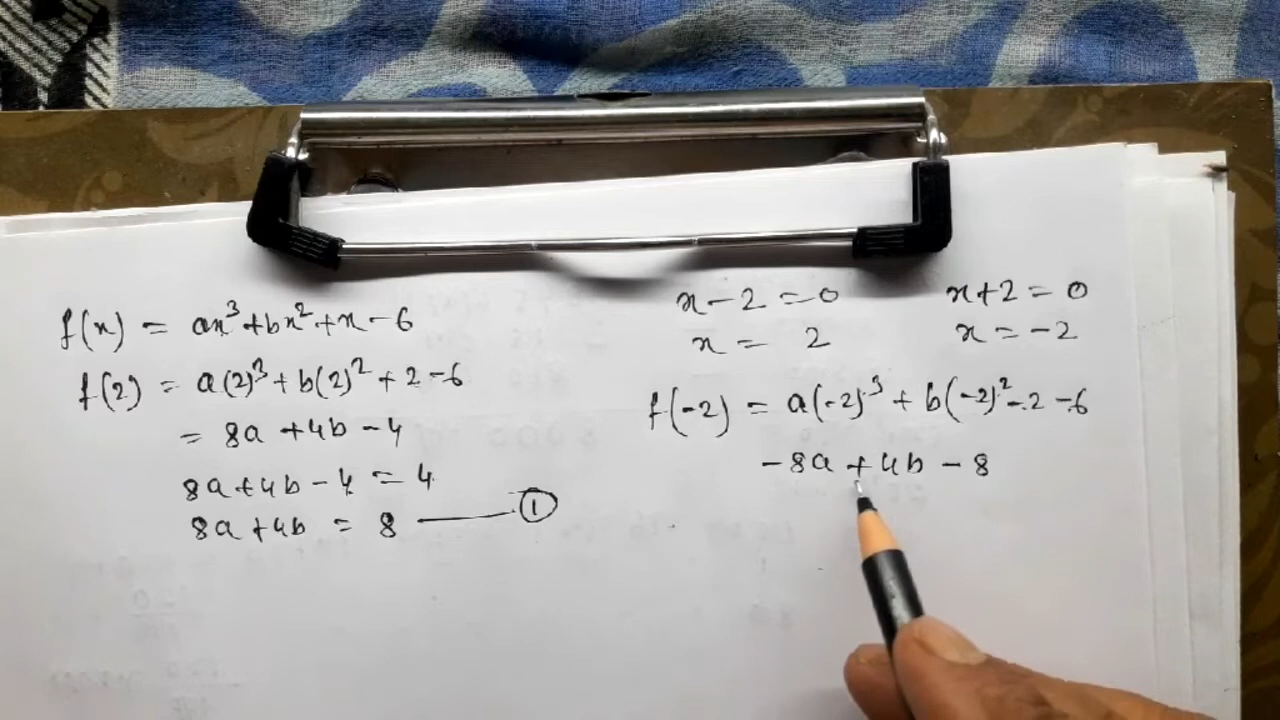 f(x) = ax³+bx²+x-6
f(2) = a(2)³+b(2)²+2-6
= 8a+4b-4
8a+4b-4 = 4
8a+4b = 8 —— ①
x-2=0
x = 2
x+2=0
x=-2
f(-2) = a(-2)³+b(-2)²-2-6
-8a+4b-8